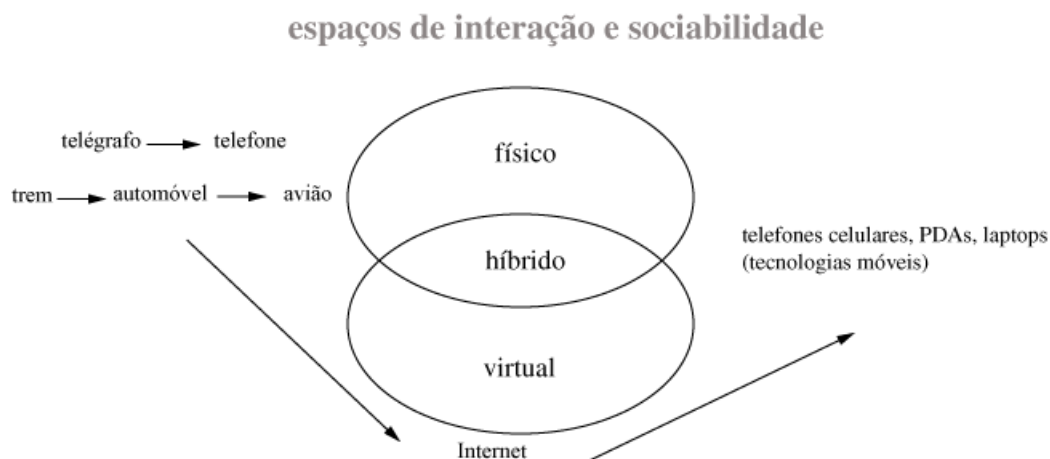 espaços de interação e sociabilidade
telégrafo telefone
trem automóvel avião
físico
híbrido
virtual
telefones celulares, PDAs, laptops
(tecnologias móveis)
Internet